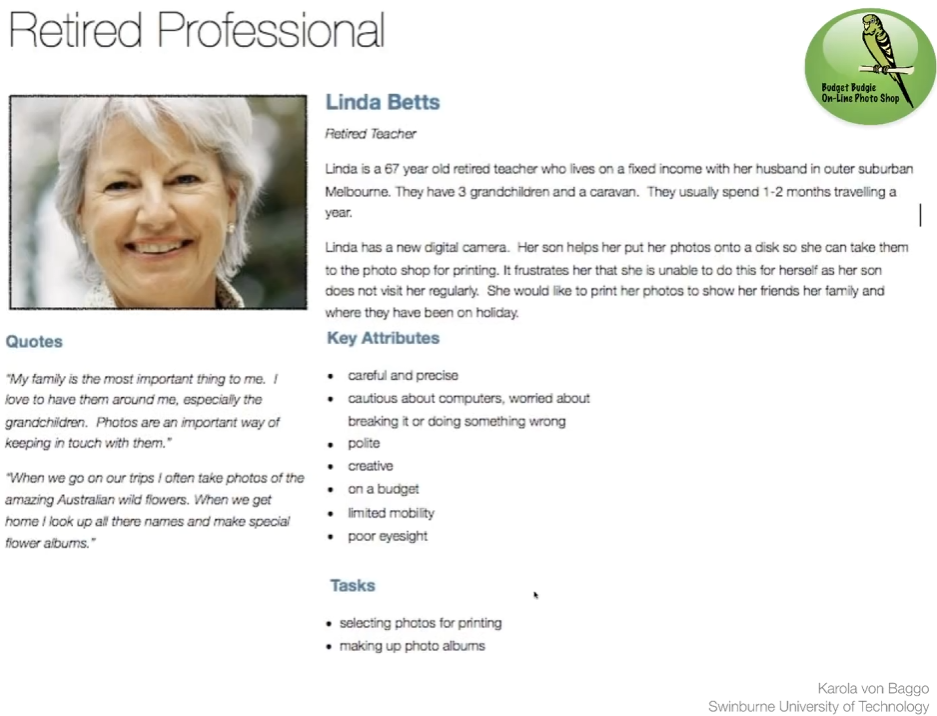 Retired Professional
Budget Budgie
On-Line Photo Shop
Linda Betts
Retired Teacher
Linda is a 67 year old retired teacher who lives on a fixed income with her husband in outer suburban
Melbourne. They have 3 grandchildren and a caravan. They usually spend 1-2 months travelling a
year.
Linda has a new digital camera. Her son helps her put her photos onto a disk so she can take them
to the photo shop for printing. It frustrates her that she is unable to do this for herself as her son
does not visit her regularly. She would like to print her photos to show her friends her family and
where they have been on holiday.
Quotes
"My family is the most important thing to me. I
love to have them around me, especially the
grandchildren. Photos are an important way of
keeping in touch with them."
"When we go on our trips I often take photos of the
amazing Australian wild flowers. When we get
home I look up all there names and make special
flower albums."
Key Attributes
• careful and precise
• cautious about computers, worried about
breaking it or doing something wrong
• polite
• creative
• on a budget
• limited mobility
• poor eyesight
Tasks
• selecting photos for printing
• making up photo albums
Karola von Baggo
Swinburne University of Technology